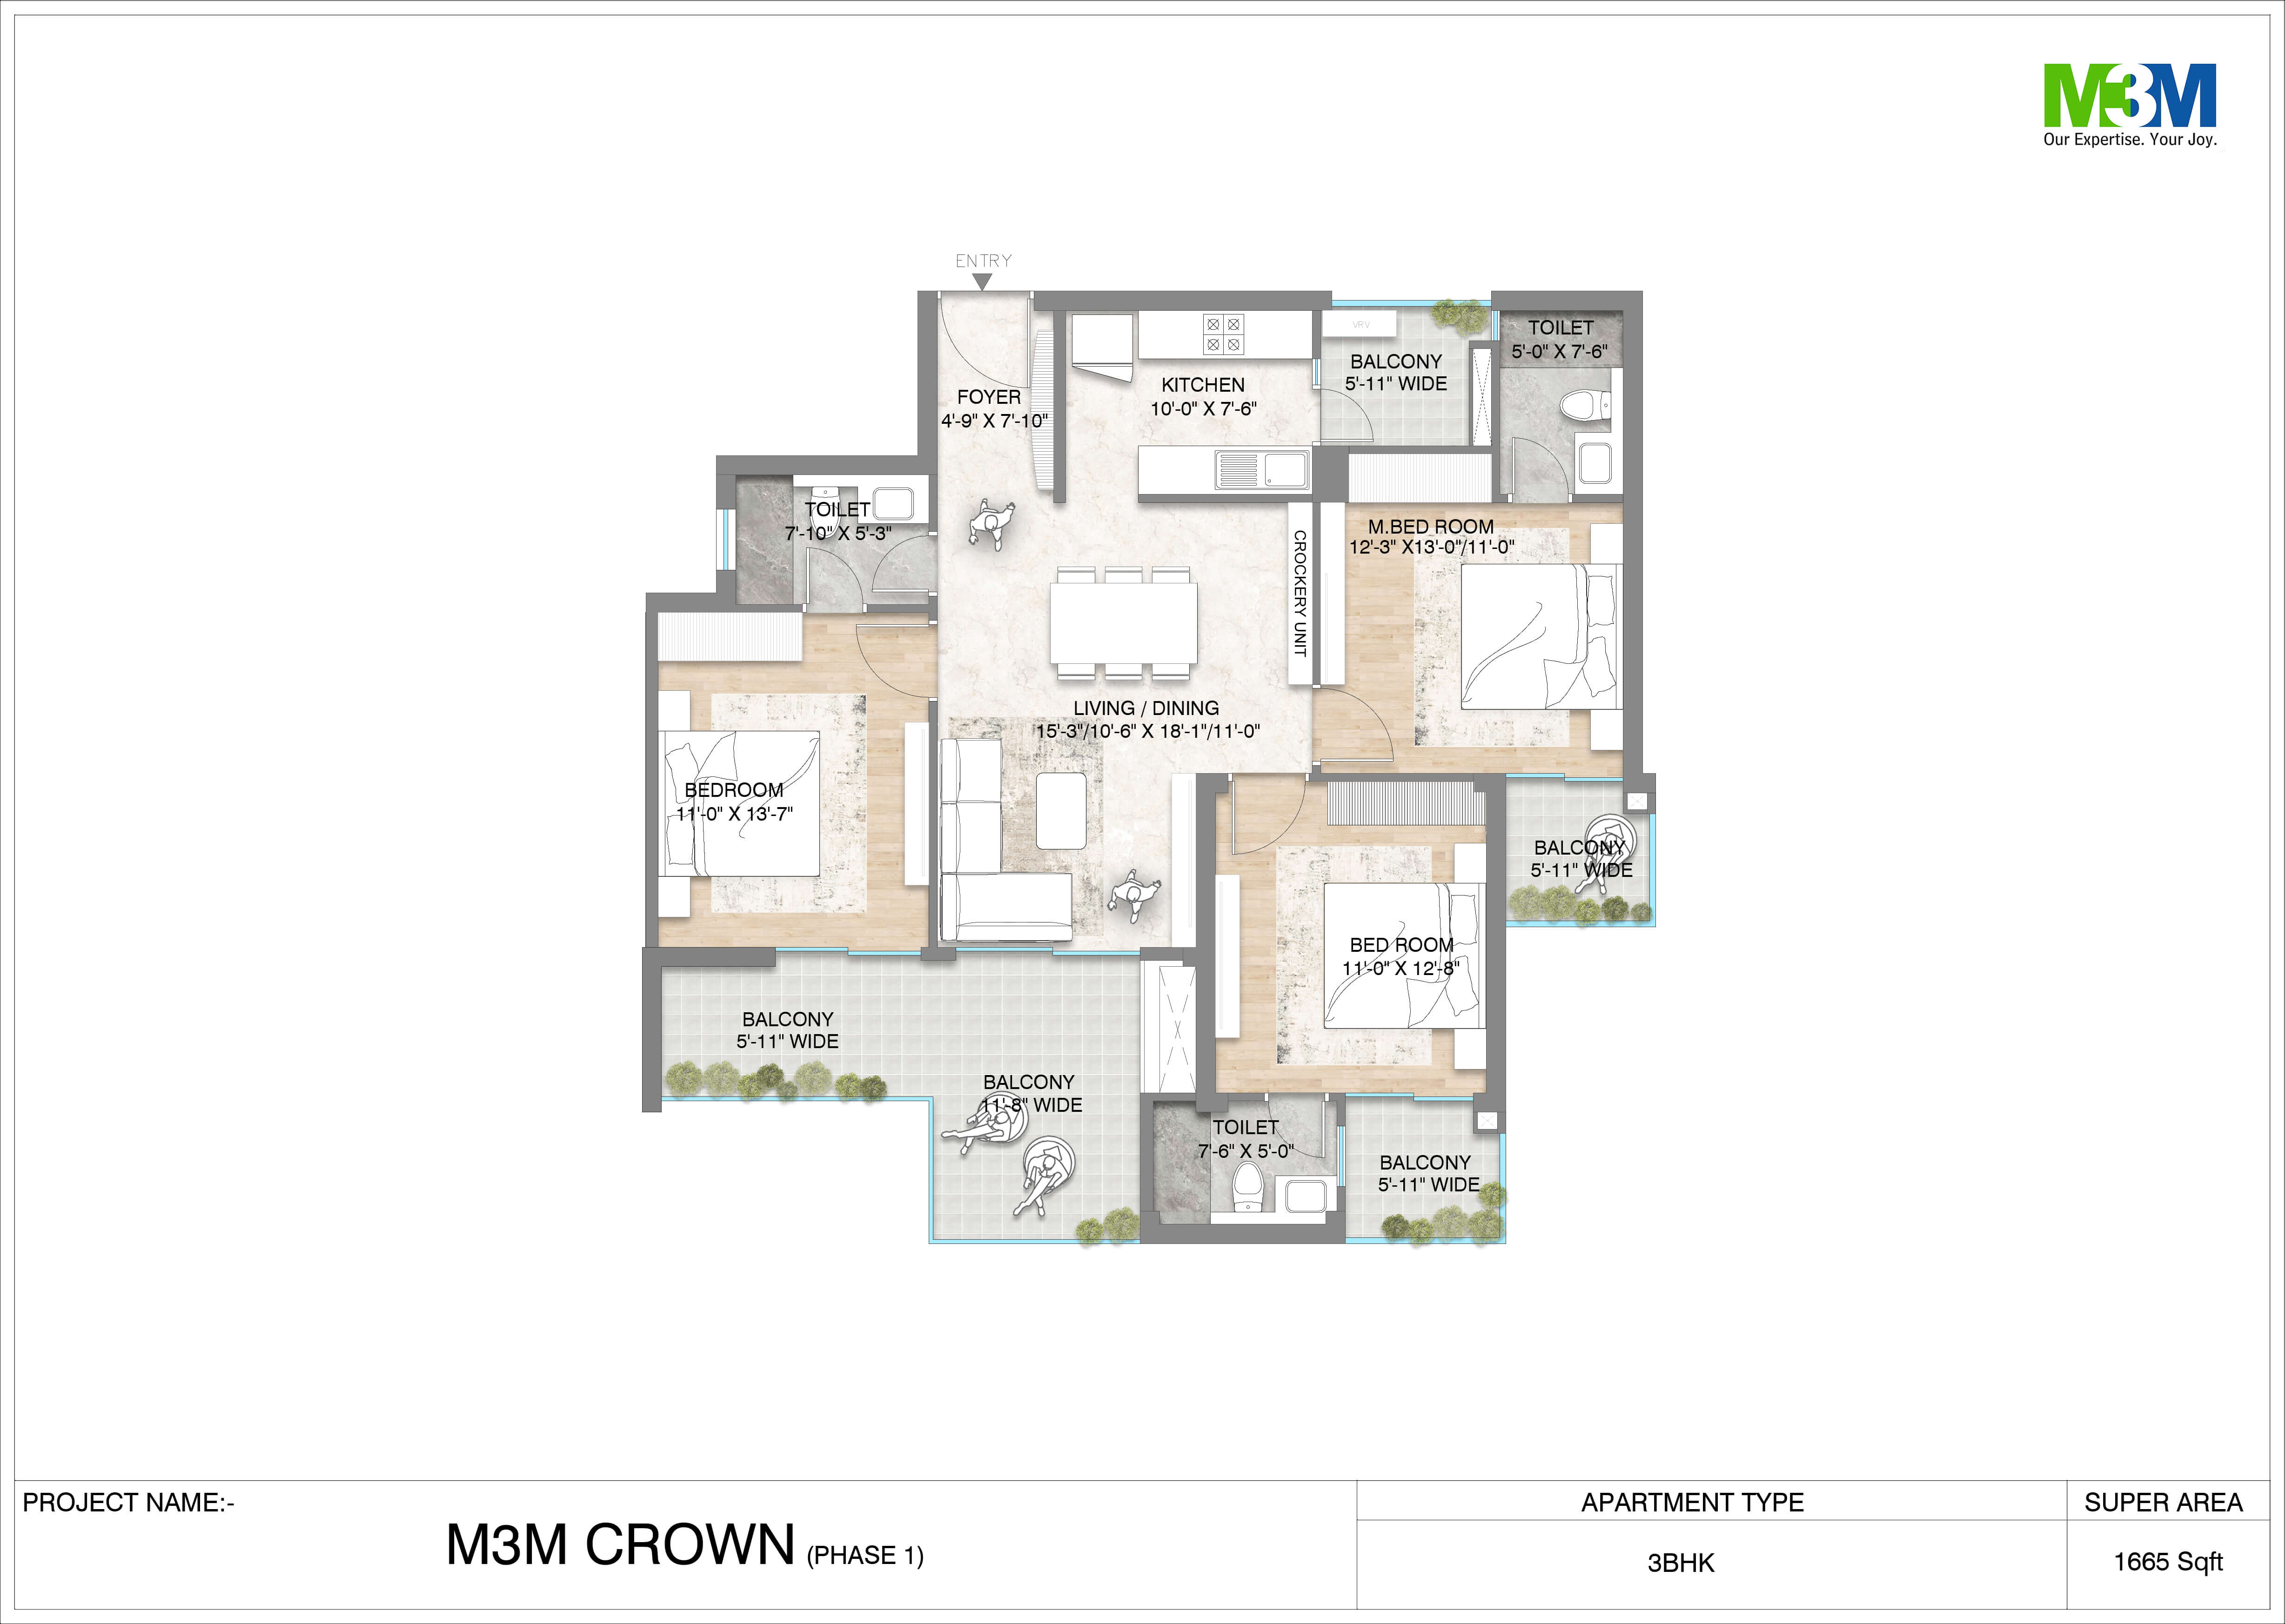 M3M
Our Expertise. Your Joy.
ENTRY
FOYER
4'-9" X 7'-10"
KITCHEN
10'-0" X 7'-6"
VRV
BALCONY
5'-11" WIDE
TOILET
5'-0" X 7'-6"
TOILET
7'-10" X 5'-3"
CROCKERY UNIT
M.BED ROOM
12'-3" X13'-0"/11'-0"
LIVING / DINING
15'-3"/10'-6" X 18'-1"/11'-0"
BEDROOM
11'-0" X 13'-7"
BALCONY
5'-11" WIDE
BED ROOM
11'-0" X 12'-8"
BALCONY
5'-11" WIDE
BALCONY
11'-8" WIDE
TOILET
7'-6" X 5'-0"
BALCONY
5'-11" WIDE
PROJECT NAME:-
M3M CROWN (PHASE 1)
APARTMENT TYPE
3BHK
SUPER AREA
1665 Sqft